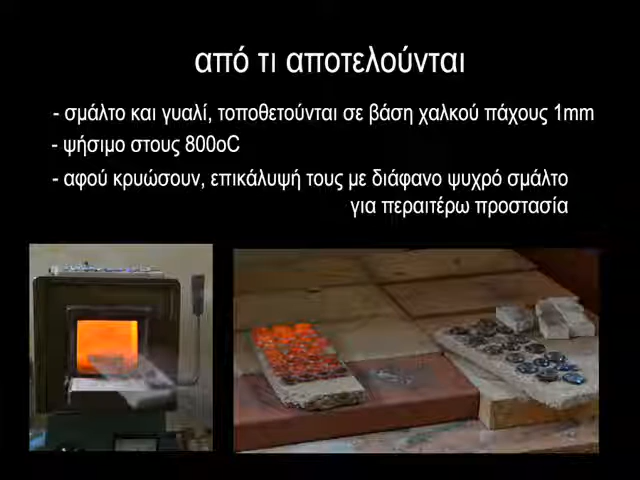 από τι αποτελούνται
- σμάλτο και γυαλί, τοποθετούνται σε βάση χαλκού πάχους 1mm
- ψήσιμο στους 800οC
- αφού κρυώσουν, επικάλυψή τους με διάφανο ψυχρό σμάλτο
για περαιτέρω προστασία